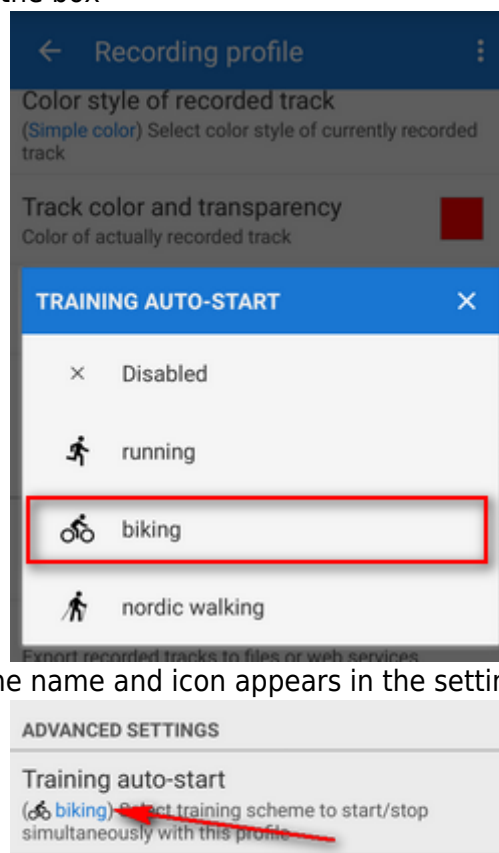 the box
Recording profile
Color style of recorded track
(Simple color) Select color style of currently recorded
track
Track color and transparency
Color of actually recorded track
TRAINING AUTO-START
Disabled
running
biking
nordic walking
Export recorded tracks to files or web services
name and icon appears in the
ADVANCED SETTINGS
Training auto-start
(biking) Select training scheme to start/stop
simultaneously with this profile